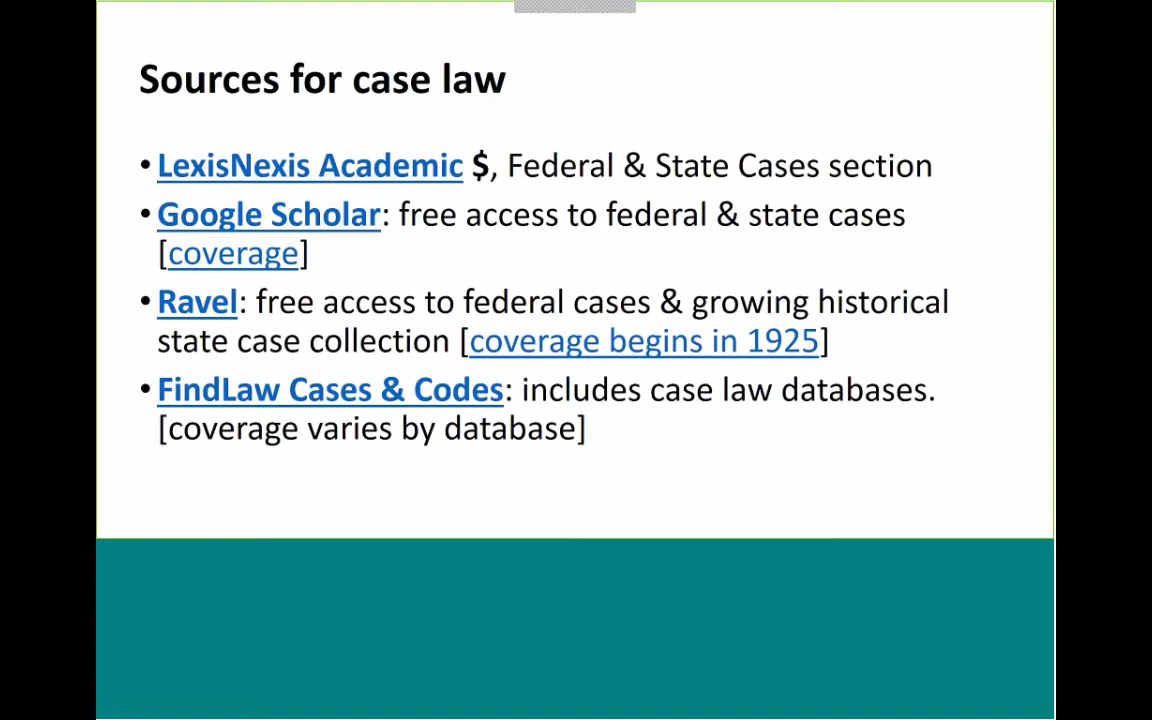 Sources for case law
• LexisNexis Academic $, Federal & State Cases section
• Google Scholar: free access to federal & state cases
[coverage]
• Ravel: free access to federal cases & growing historical
state case collection [coverage begins in 1925]
• FindLaw Cases & Codes: includes case law databases.
[coverage varies by database]